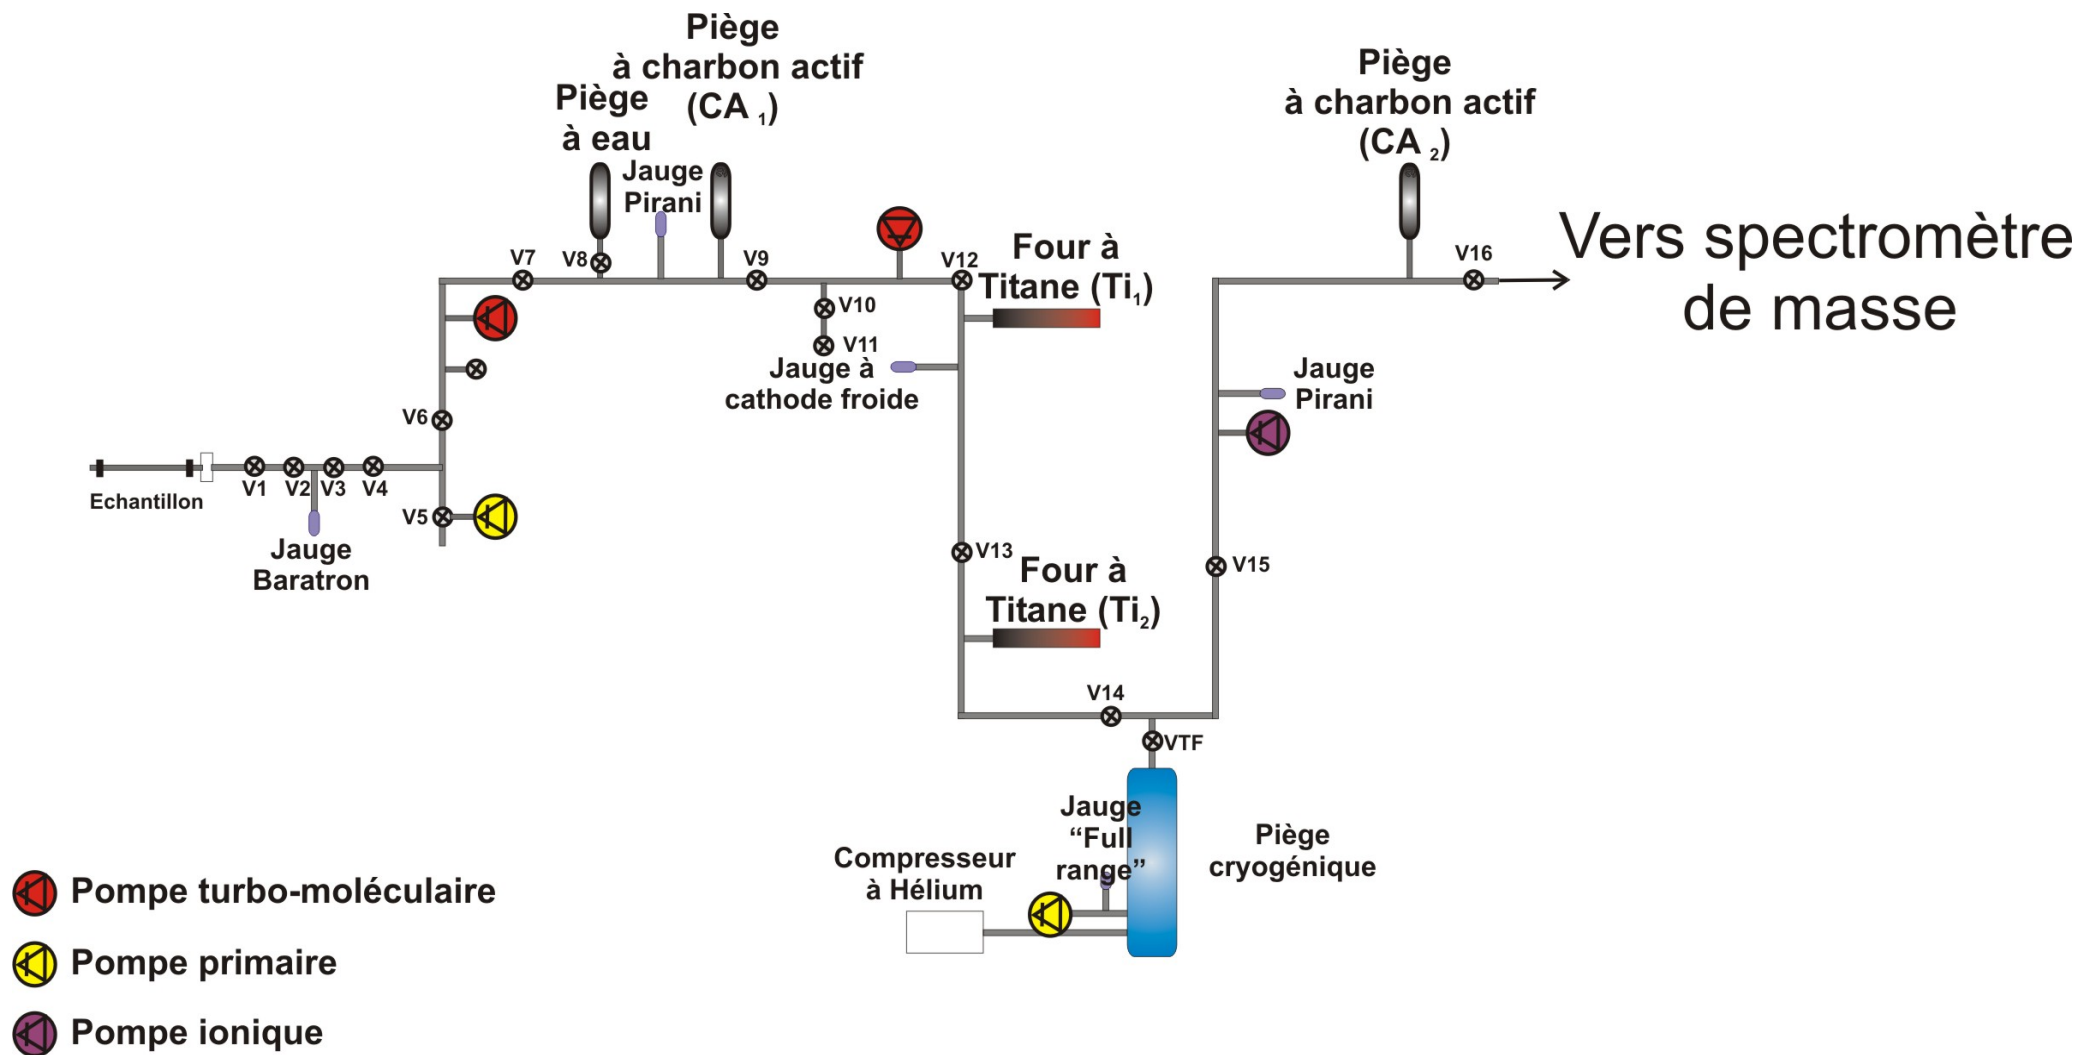 Piège
à charbon actif
(CA 1)
Piège
à eau
Jauge
Pirani
Piège
à charbon actif
(CA 2)
Vers spectromètre
de masse
V7
V8
V9
V12
V16
Four à
Titane (Ti1)
V10
V11
Jauge à
cathode froide
Jauge
Pirani
V6
Echantillon
V1
V2
V3
V4
V5
Jauge
Baratron
V13
Four à
Titane (Ti2)
V15
V14
VTF
Jauge
“Full
range”
Piège
cryogénique
Compresseur
à Hélium
Pompe turbo-moléculaire
Pompe primaire
Pompe ionique